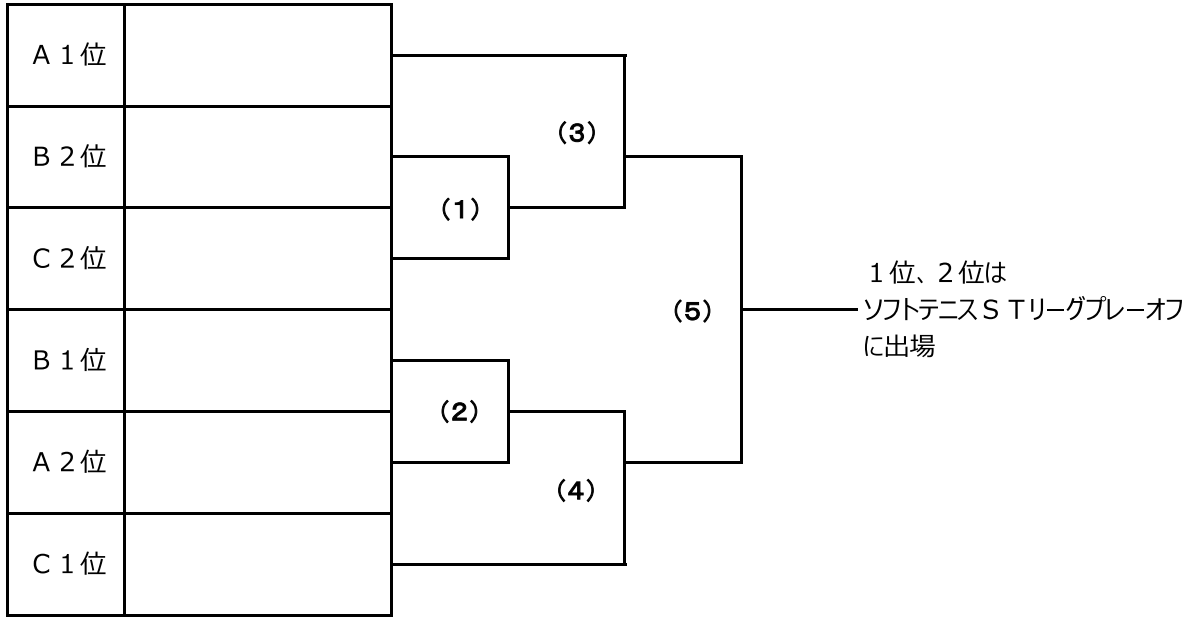 Ａ１位
Ｂ２位
Ｃ２位
Ｂ１位
Ａ２位
Ｃ１位
（1）
（2）
（3）
（4）
（5）
１位、２位は
ソフトテニスＳＴリーグプレーオフ
に出場